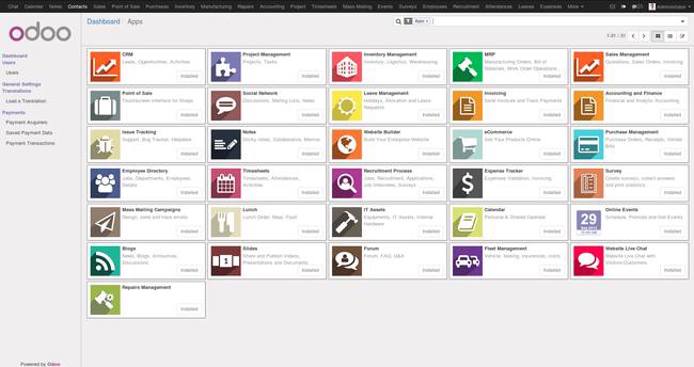 Chat Calendar Notes Contacts Sales Point of Sale Purchases Inventory Manufacturing Repairs Accounting Project Timesheets Mass Mailing Events Surveys Employees Recruitment Attendances Leaves Expenses More
Administrator
odoo
Dashboard / Apps
Apps
Dashboard
Users
Users
General Settings
Translations
Load a Translation
Payments
Payment Acquirers
Saved Payment Data
Payment Transactions
CRM
Leads, Opportunities, Activities
Installed
Project Management
Projects, Tasks
Installed
Inventory Management
Inventory, Logistics, Warehousing
Installed
MRP
Manufacturing Orders, Bill of
Materials, Work Order Operations
Installed
Sales Management
Quotations, Sales Orders, Invoicing
Installed
Point of Sale
Touchscreen Interface for Shops
Installed
Social Network
Discussions, Mailing Lists, News
Installed
Leave Management
Holidays, Allocation and Leave
Requests
Installed
Invoicing
Send Invoices and Track Payments
Installed
Accounting and Finance
Financial and Analytic Accounting
Installed
Issue Tracking
Support, Bug Tracker, Helpdesk
Installed
Notes
Sticky notes, Collaborative, Memos
Installed
Website Builder
Build Your Enterprise Website
Installed
eCommerce
Sell Your Products Online
Installed
Purchase Management
Purchase Orders, Receipts, Vendor
Bills
Installed
Employee Directory
Jobs, Departments, Employees
Details
Installed
Timesheets
Timesheets, Attendances,
Activities
Installed
Recruitment Process
Jobs, Recruitment, Applications,
Job Interviews, Surveys
Installed
Expense Tracker
Expenses Validation, Invoicing
Installed
Survey
Create surveys, collect answers
and print statistics
Installed
Mass Mailing Campaigns
Design, send and track emails
Installed
Lunch
Lunch Order, Meal, Food
Installed
IT Assets
Equipments, IT Assets, Internal
Hardware
Installed
Calendar
Personal & Shared Calendar
Installed
29
Online Events
Schedule, Promote and Sell Events
Installed
Blogs
News, Blogs, Announces,
Discussions
Installed
Slides
Share and Publish Videos,
Presentations and Documents
Installed
Forum
Forum, FAQ, Q&A
Installed
Fleet Management
Vehicle, leasing, insurances, costs
Installed
Website Live Chat
Website Live Chat with
Visitors/Customers
Installed
Repairs Management
Installed
Powered by Odoo